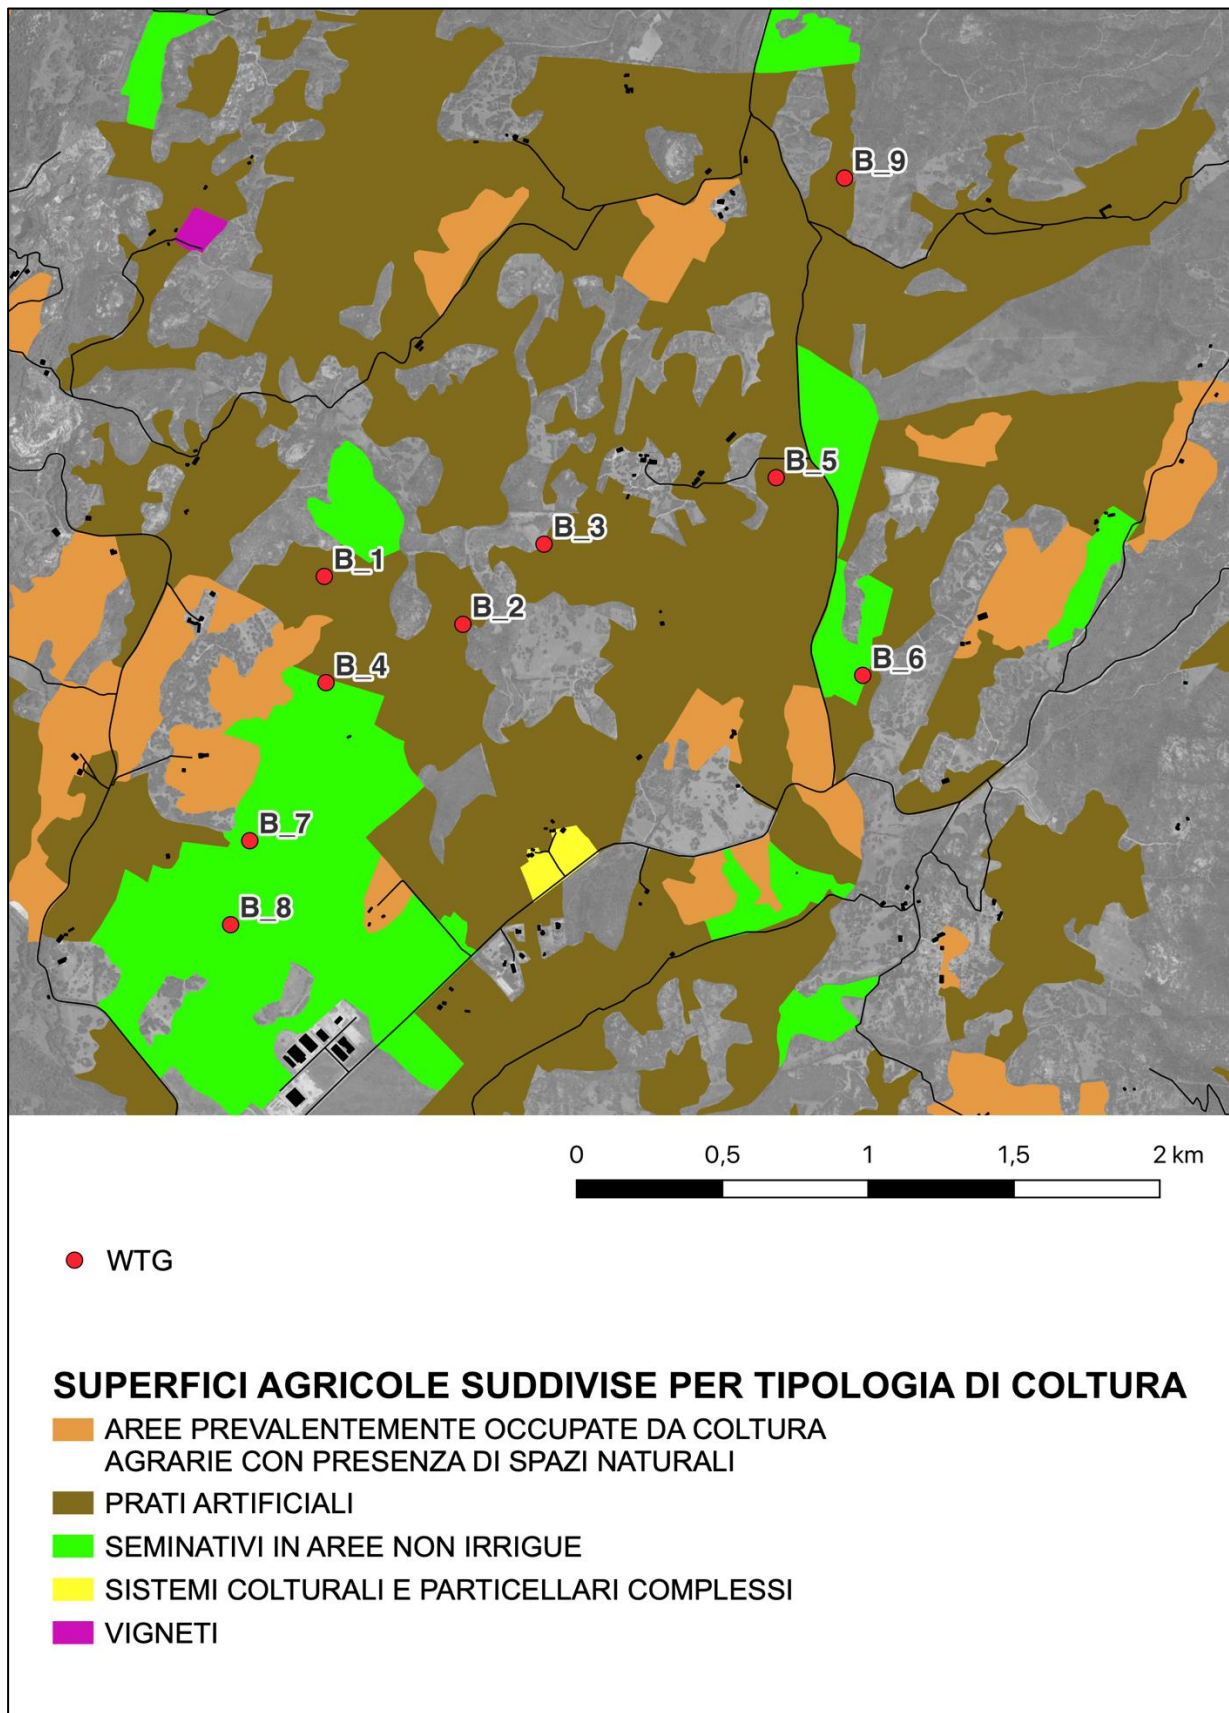 B_9
B_5
B_3
B_1
B_2
B_6
B_4
B_7
B_8
0 0,5 1 1,5 2 km
WTG
SUPERFICI AGRICOLE SUDDIVISE PER TIPOLOGIA DI COLTURA
AREE PREVALENTEMENTE OCCUPATE DA COLTURA
AGRARIE CON PRESENZA DI SPAZI NATURALI
PRATI ARTIFICIALI
SEMINATIVI IN AREE NON IRRIGUE
SISTEMI COLTURALI E PARTICELLARI COMPLESSI
VIGNETI